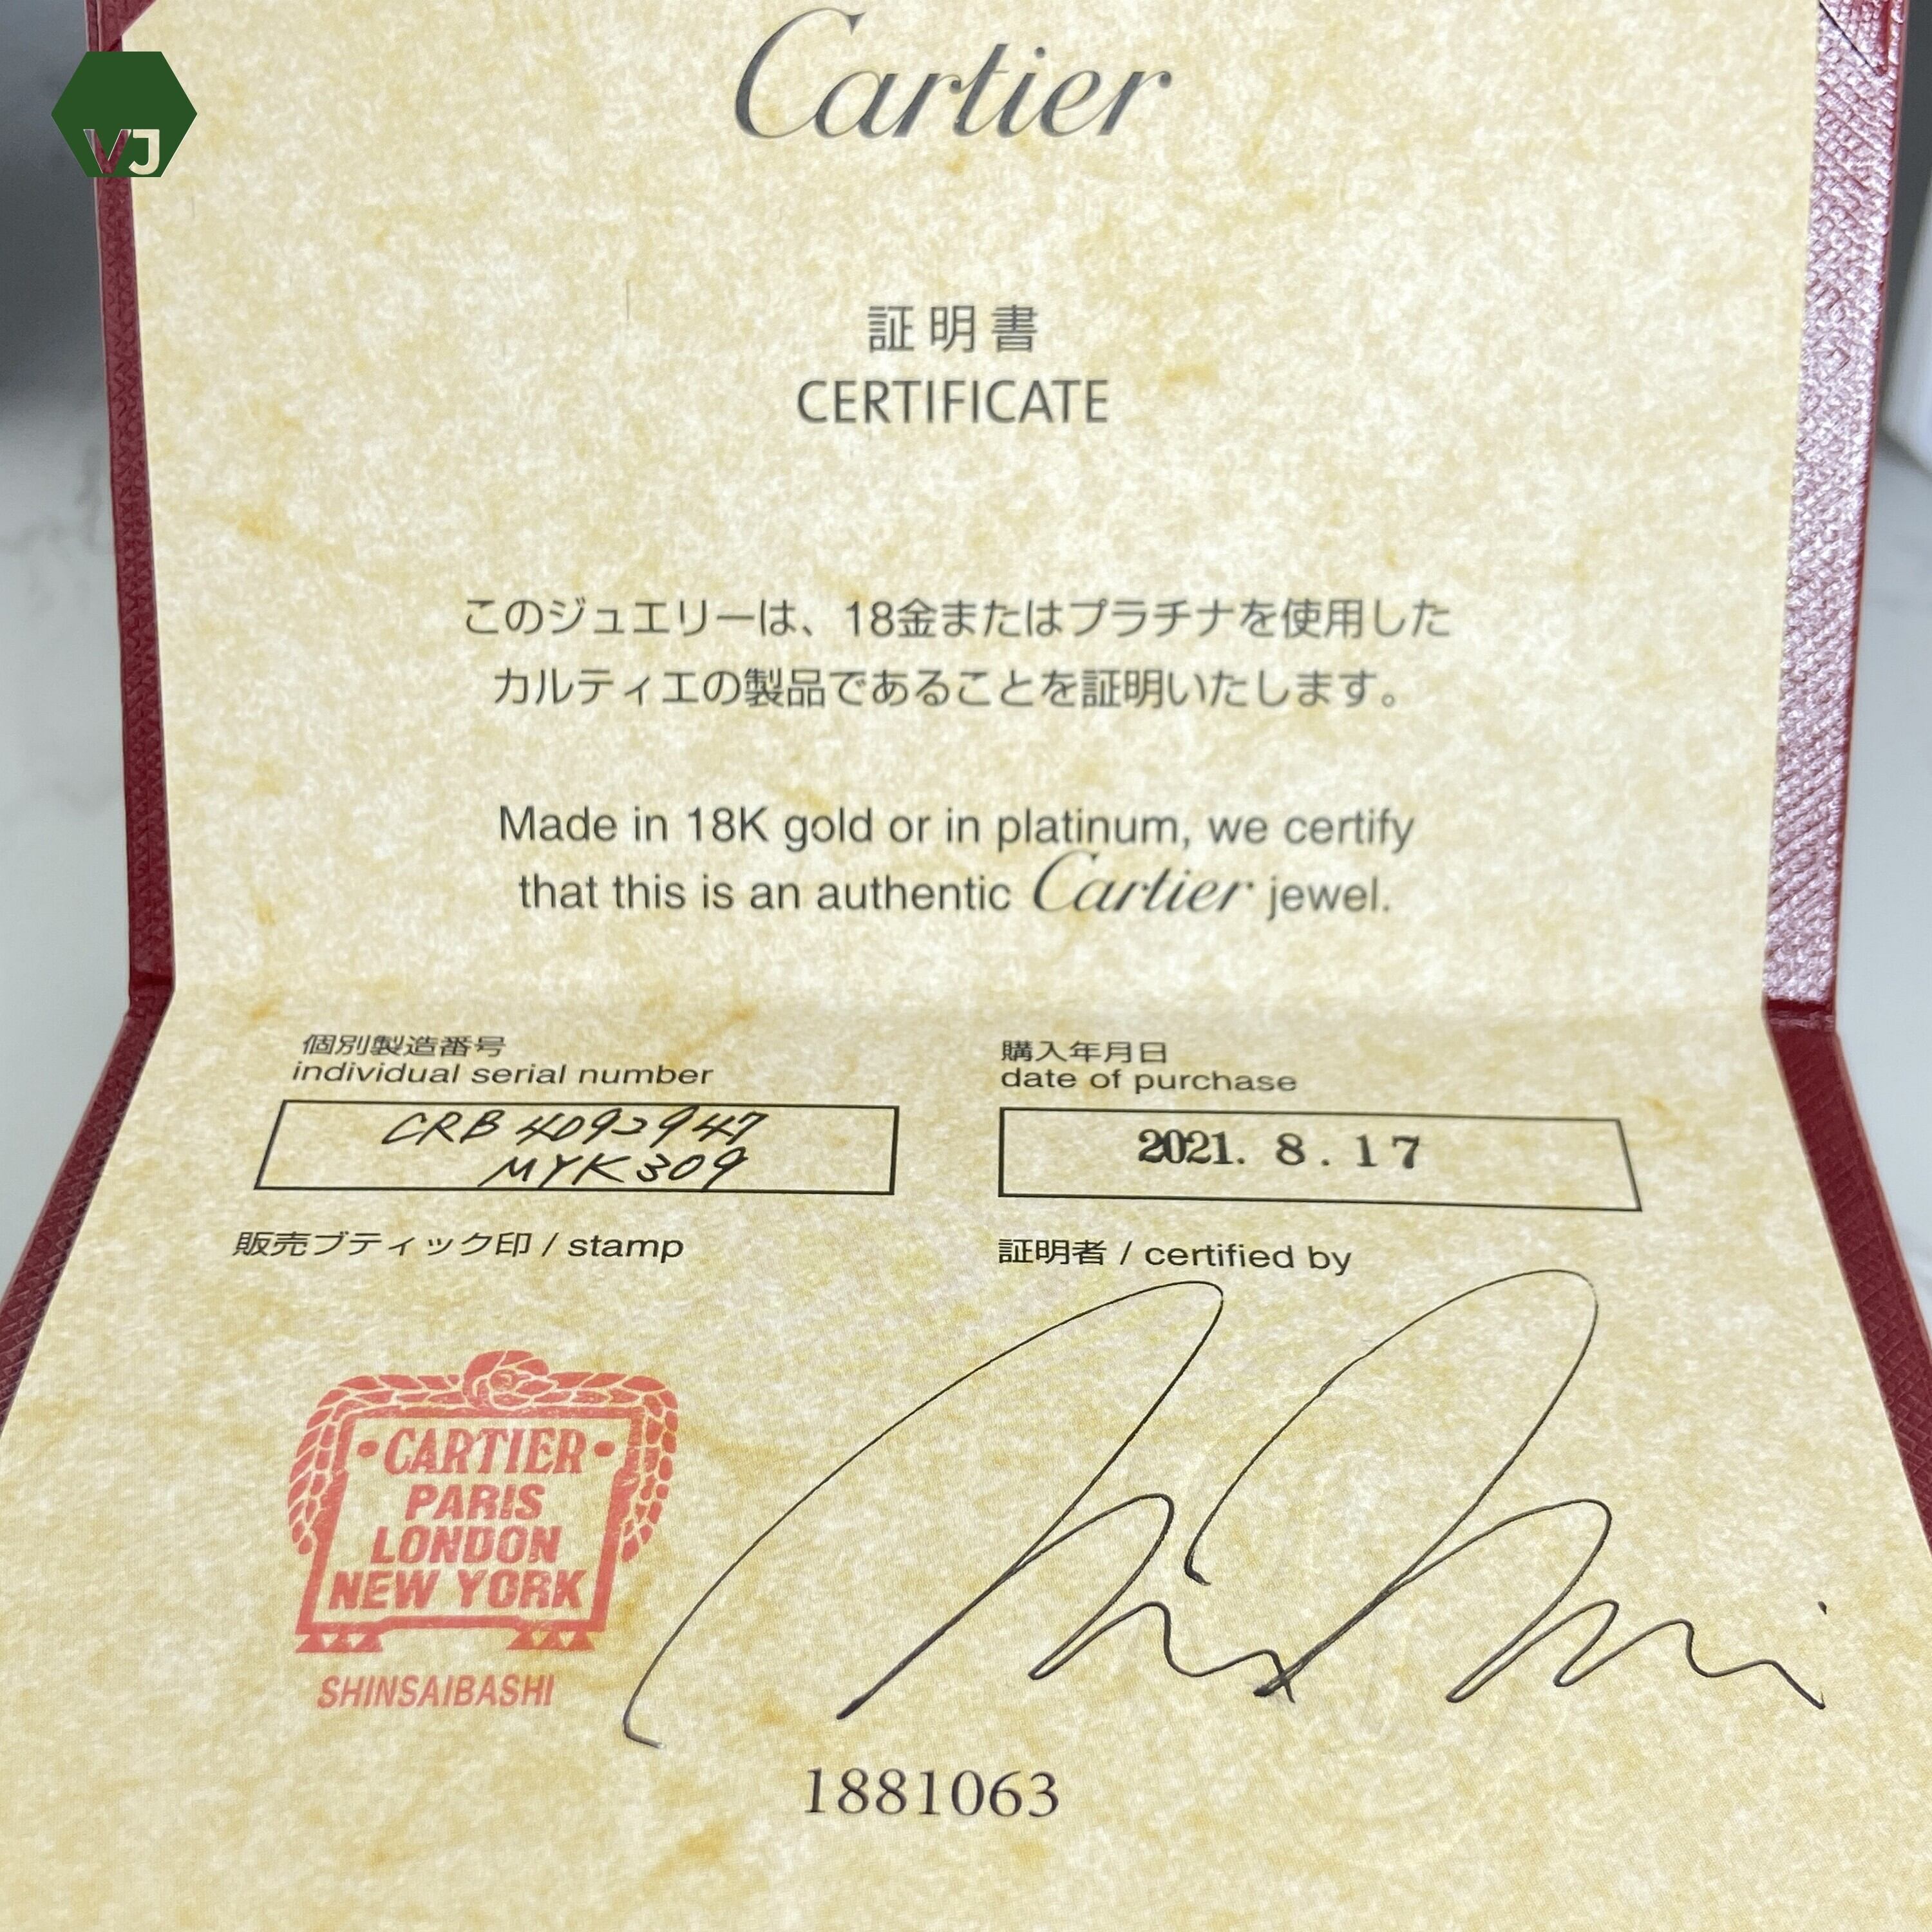 VJ
Cartier
証明書
CERTIFICATE
このジュエリーは、18金またはプラチナを使用した
カルティエの製品であることを証明いたします。
Made in 18K gold or in platinum, we certify
that this is an authentic Cartier jewel.
個別製造番号
individual serial number
CRB4092947
MYK309
購入年月日
date of purchase
2021. 8.17
販売ブティック印 / stamp
証明者 / certified by
•CARTIER•
PARIS
LONDON
NEW YORK
SHINSAIBASHI
1881063